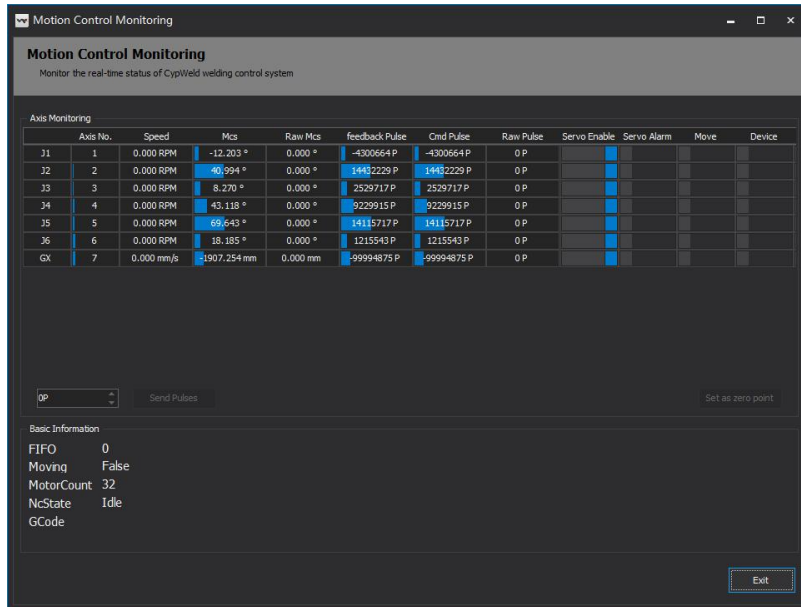 Motion Control Monitoring
Motion Control Monitoring
Monitor the real-time status of CypWeld welding control system
Axis Monitoring
Axis No. Speed Mcs Raw Mcs feedback Pulse Cmd Pulse Raw Pulse Servo Enable Servo Alarm Move Device
J1 1 0.000 RPM -12.203 ° 0.000 ° -4300664 P -4300664 P 0 P
J2 2 0.000 RPM 40.994 ° 0.000 ° 14432229 P 14432229 P 0 P
J3 3 0.000 RPM 8.270 ° 0.000 ° 2529717 P 2529717 P 0 P
J4 4 0.000 RPM 43.118 ° 0.000 ° 9229915 P 9229915 P 0 P
J5 5 0.000 RPM 69.643 ° 0.000 ° 14115717 P 14115717 P 0 P
J6 6 0.000 RPM 18.185 ° 0.000 ° 1215543 P 1215543 P 0 P
GX 7 0.000 mm/s -1907.254 mm 0.000 mm -99994875 P -99994875 P 0 P
0P Send Pulses Set as zero point
Basic Information
FIFO 0
Moving False
MotorCount 32
NcState Idle
GCode
Exit